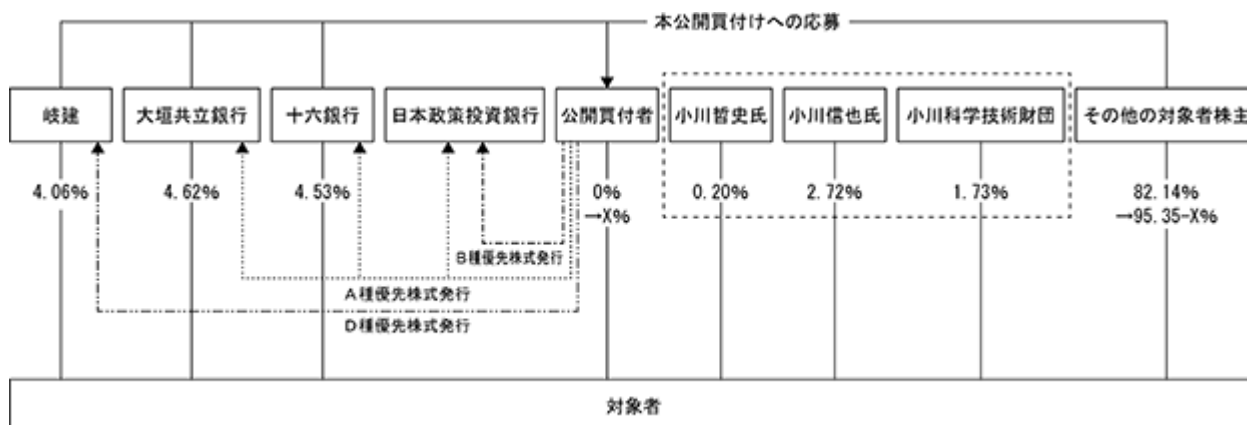 本公開買付けへの応募
岐建
大垣共立銀行
十六銀行
日本政策投資銀行
公開買付者
小川哲史氏
小川信也氏
小川科学技術財団
その他の対象者株主
4.06%
4.62%
4.53%
0%
→X%
0.20%
2.72%
1.73%
82.14%
→95.35-X%
B種優先株式発行
A種優先株式発行
D種優先株式発行
対象者